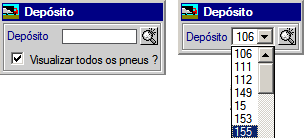 Depósito
Depósito
Visualizar todos os pneus ?
Depósito
Depósito 106
106
111
112
149
15
153
155